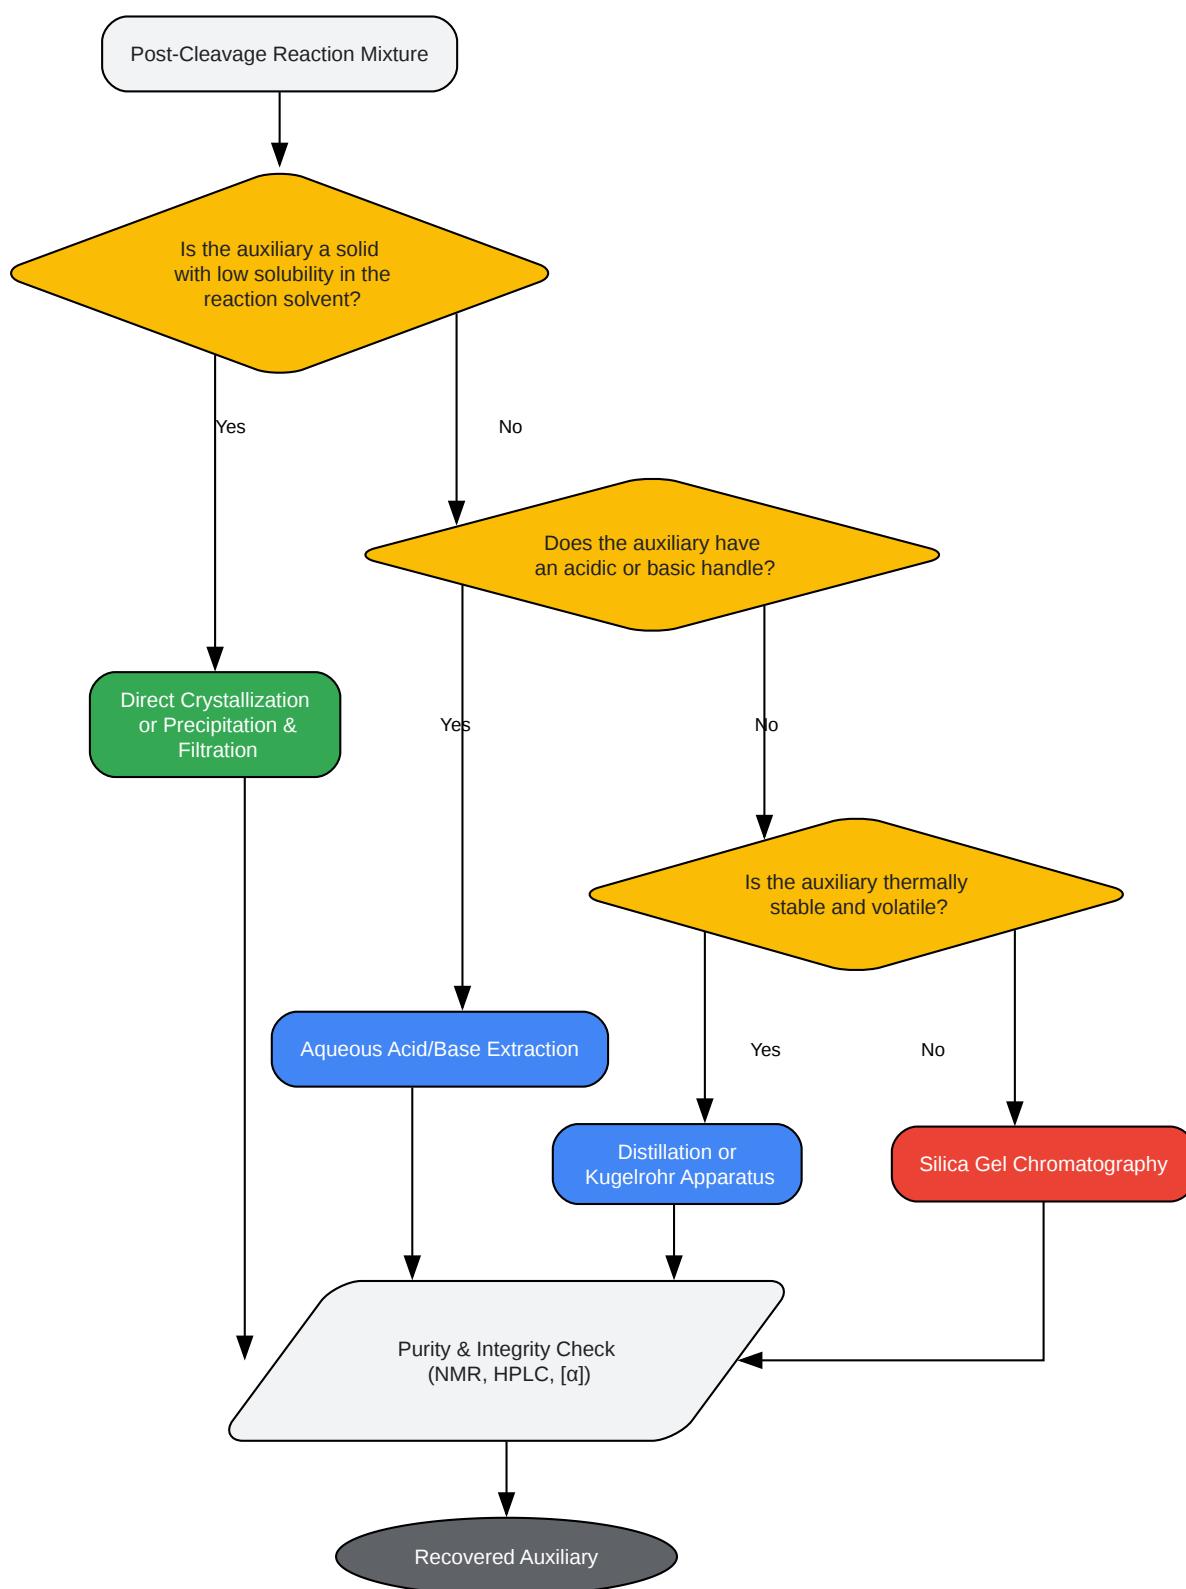 Post-Cleavage Reaction Mixture
Is the auxiliary a solid
with low solubility in the
reaction solvent?
Yes
No
Does the auxiliary have
an acidic or basic handle?
Direct Crystallization
or Precipitation &
Filtration
Yes
No
Is the auxiliary thermally
stable and volatile?
Aqueous Acid/Base Extraction
Yes
No
Distillation or
Kugelrohr Apparatus
Silica Gel Chromatography
Purity & Integrity Check
(NMR, HPLC, [α])
Recovered Auxiliary